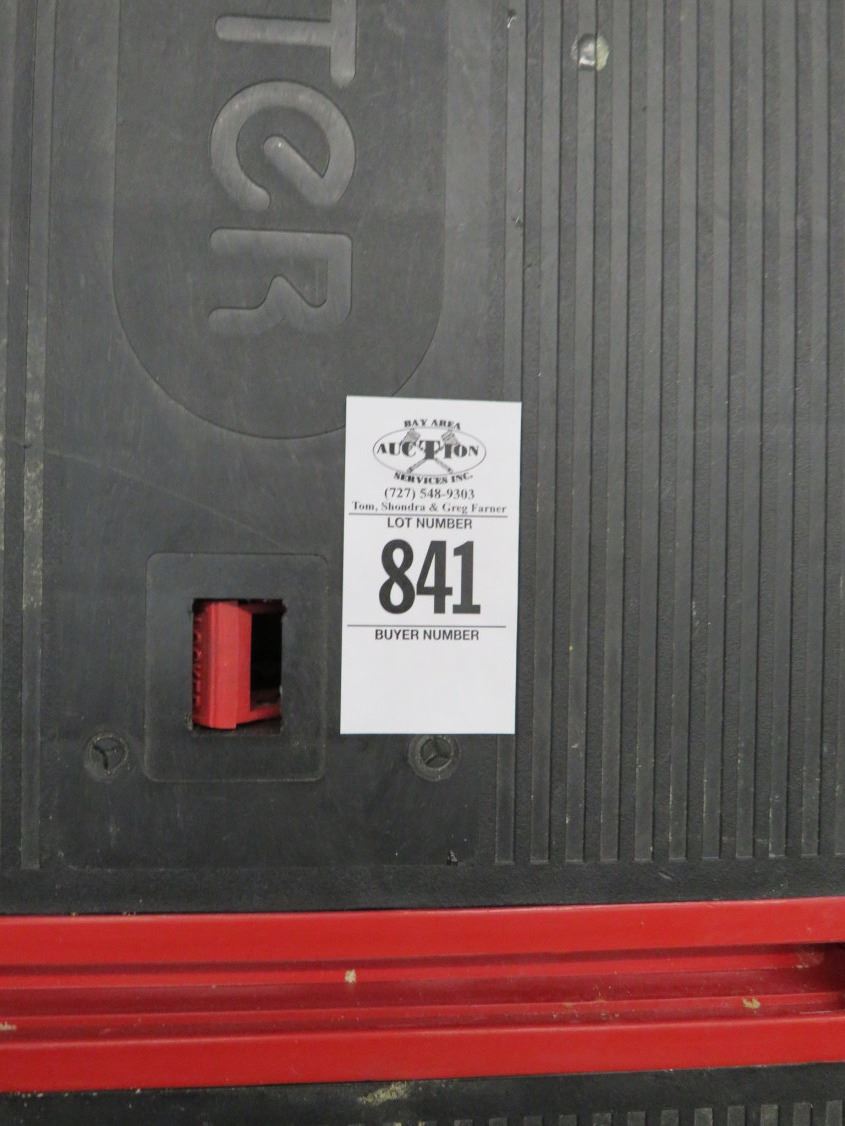 TER
BAY AREA
AUCTION
SERVICES INC.
(727) 548-9303
Tom, Shondra & Greg Farner
LOT NUMBER
841
BUYER NUMBER